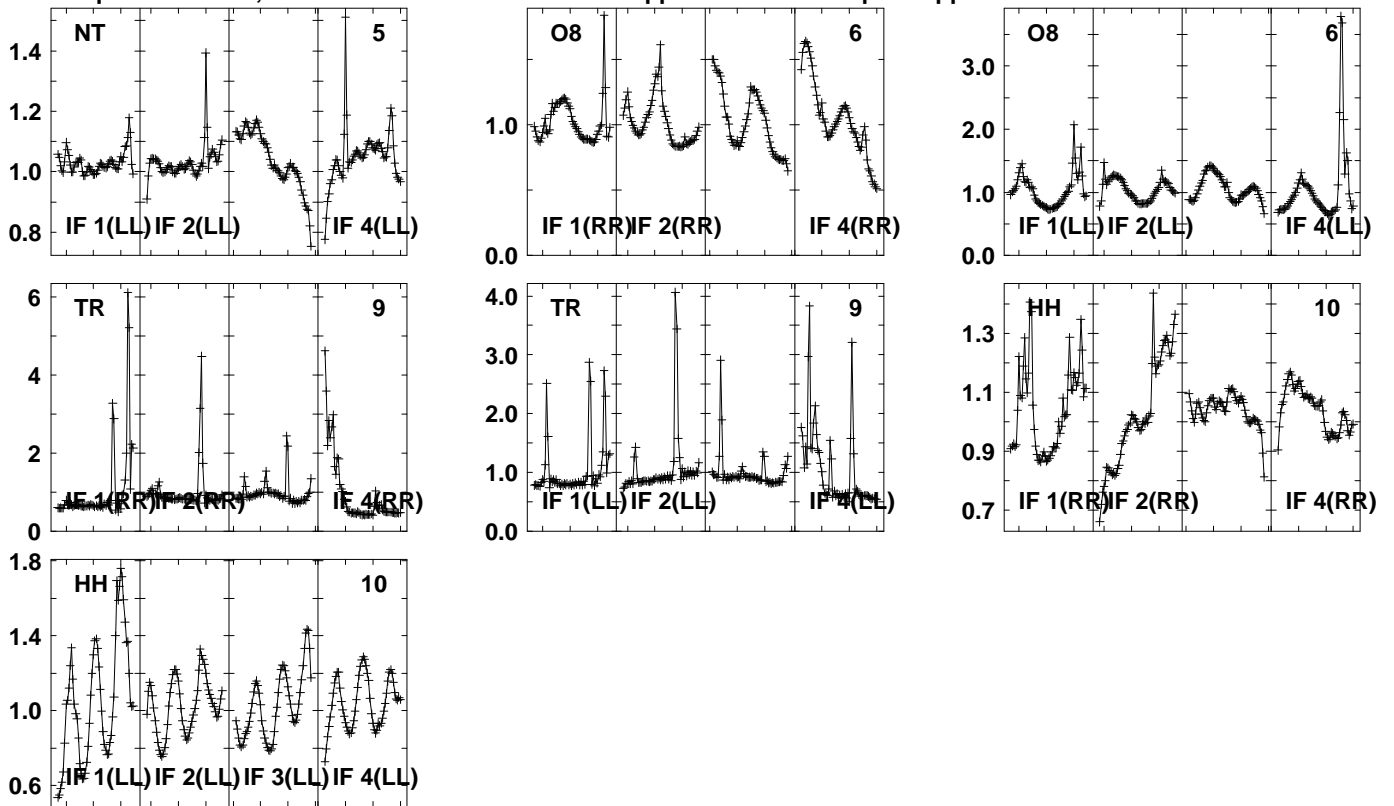 NT 5
1.4
1.2
1.0
0.8
IF 1(LL) IF 2(LL) IF 4(LL)
O8 6
1.0
0.0
IF 1(RR) IF 2(RR) IF 4(RR)
O8 6
3.0
2.0
1.0
0.0
IF 1(LL) IF 2(LL) IF 4(LL)
TR 9
6
4
2
0
IF 1(RR) IF 2(RR) IF 4(RR)
TR 9
4.0
3.0
2.0
1.0
0.0
IF 1(LL) IF 2(LL) IF 4(LL)
HH 10
1.3
1.1
0.9
0.7
IF 1(RR) IF 2(RR) IF 4(RR)
HH 10
1.8
1.4
1.0
0.6
IF 1(LL) IF 2(LL) IF 3(LL) IF 4(LL)